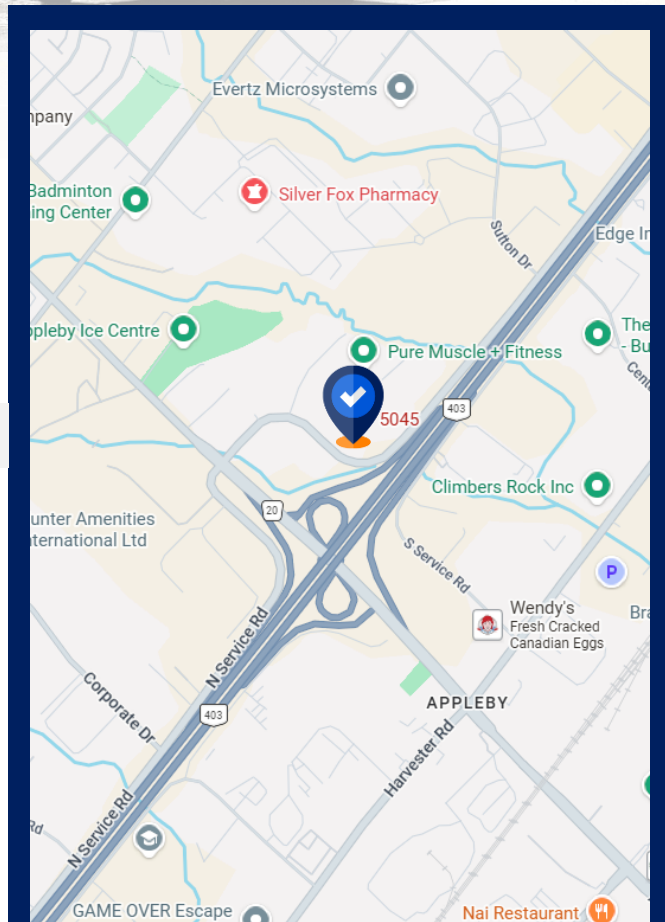 Evertz Microsystems
mpany
Badminton
ing Center
Silver Fox Pharmacy
Sutton Dr
Edge Ir
ppleby Ice Centre
The
- Bu
Pure Muscle + Fitness
Cent
5045
403
Climbers Rock Inc
20
unter Amenities
ternational Ltd
S Service Rd
P
Wendy's
Fresh Cracked
Canadian Eggs
Bra
N Service Rd
Corporate Dr
403
APPLEBY
Harvester Rd
N Service Rd
Rd
GAME OVER Escape
Nai Restaurant